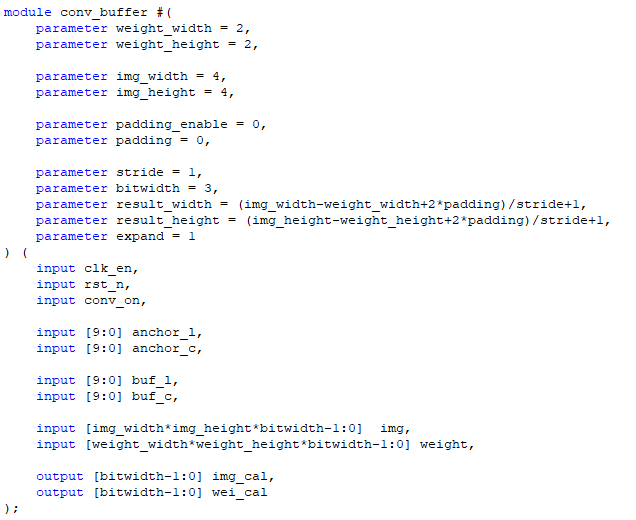 module conv_buffer #(
    parameter weight_width = 2,
    parameter weight_height = 2,

    parameter img_width = 4,
    parameter img_height = 4,

    parameter padding_enable = 0,
    parameter padding = 0,

    parameter stride = 1,
    parameter bitwidth = 3,
    parameter result_width = (img_width-weight_width+2*padding)/stride+1,
    parameter result_height = (img_height-weight_height+2*padding)/stride+1,
    parameter expand = 1
) (
    input clk_en,
    input rst_n,
    input conv_on,

    input [9:0] anchor_l,
    input [9:0] anchor_c,

    input [9:0] buf_l,
    input [9:0] buf_c,

    input [img_width*img_height*bitwidth-1:0]  img,
    input [weight_width*weight_height*bitwidth-1:0] weight,

    output [bitwidth-1:0] img_cal,
    output [bitwidth-1:0] wei_cal
);